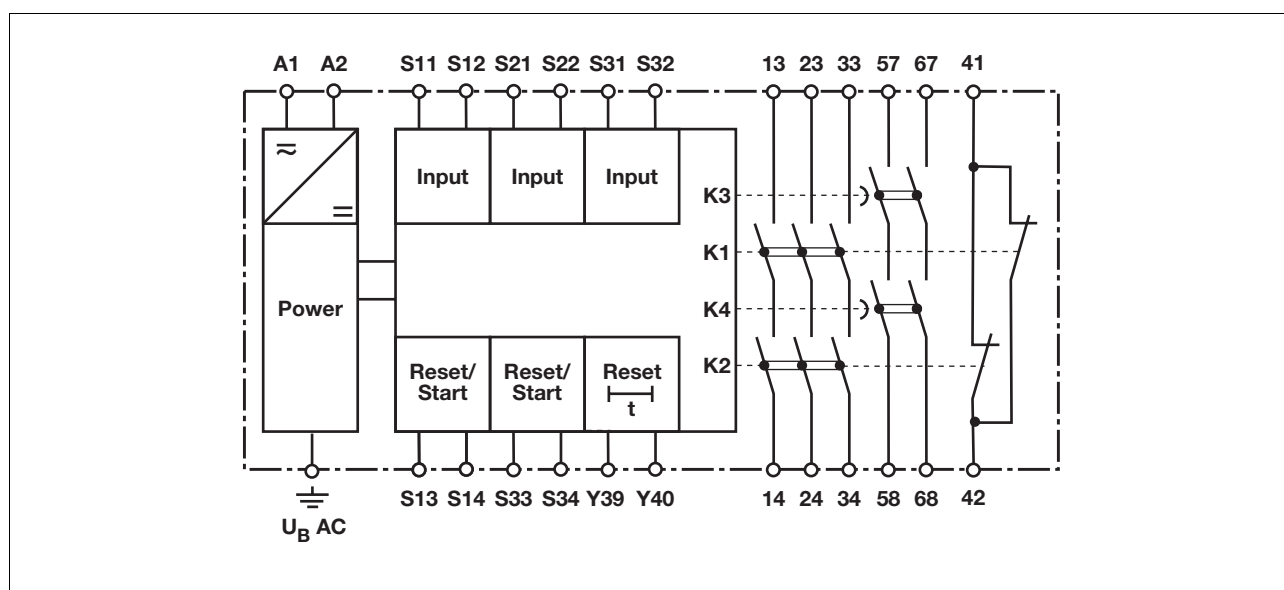 A1 A2 S11 S12 S21 S22 S31 S32 13 23 33 57 67 41
Input Input Input
K3
K1
Power
K4
Reset/ Start
Reset/ Start
Reset t
K2
S13 S14 S33 S34 Y39 Y40 14 24 34 58 68 42
UB AC